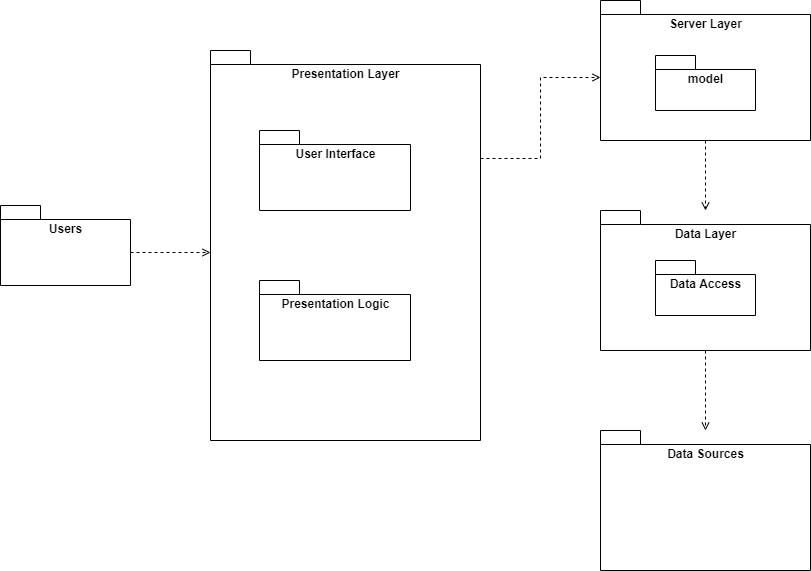 Users
Presentation Layer
User Interface
Presentation Logic
Server Layer
model
Data Layer
Data Access
Data Sources